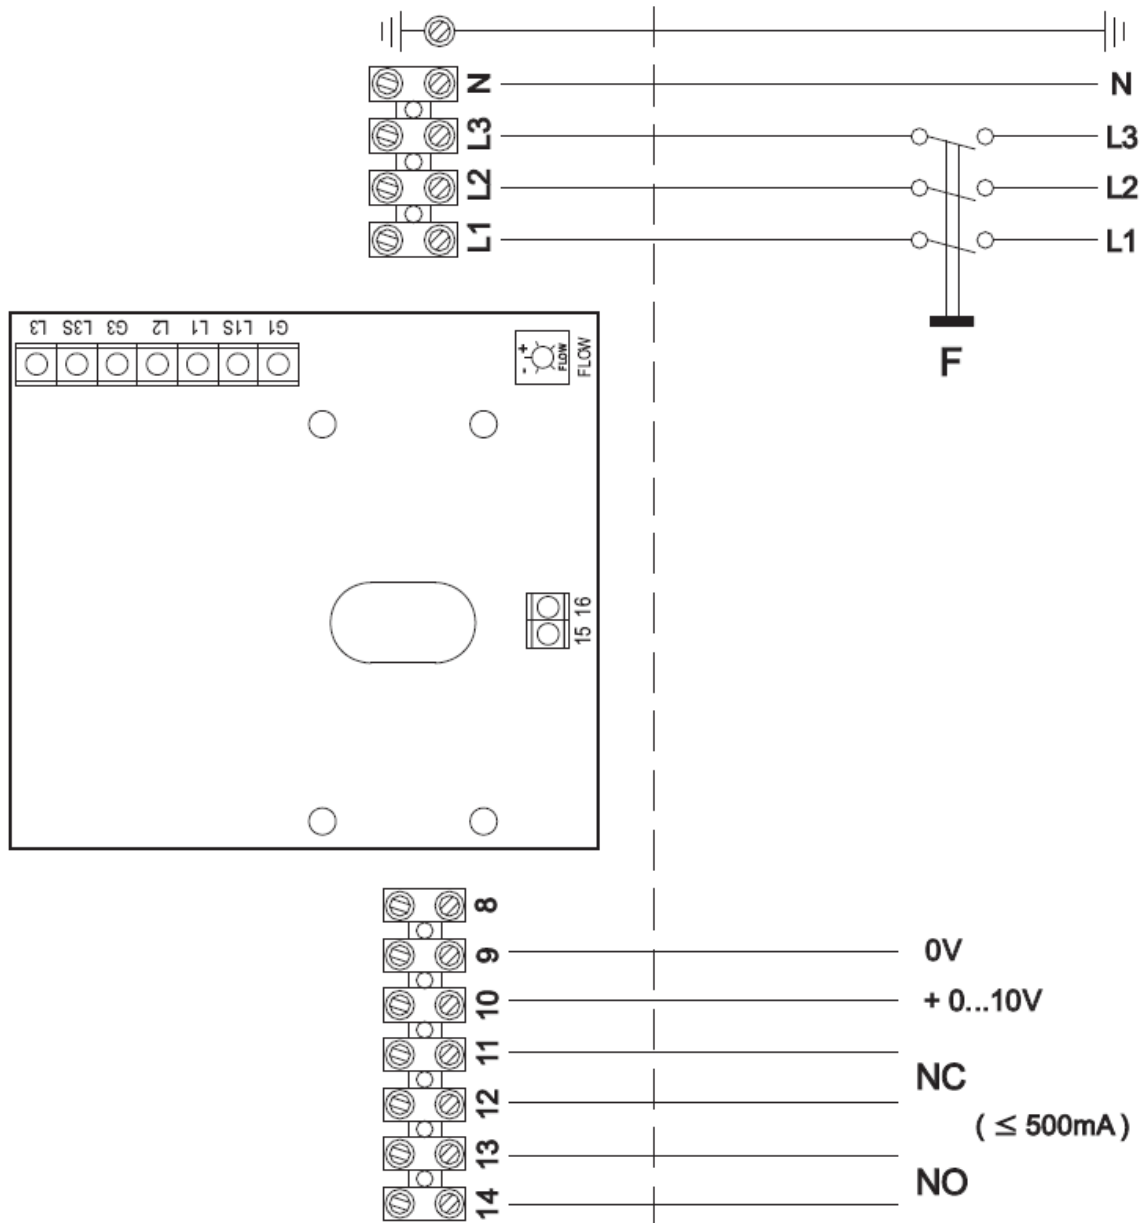 N N
L3 L3
L2 L2
L1 L1
F
L3 L3S G3 L2 L1 L1S G1
- +
FLOW
FLOW
16
15
8
9 0V
10 + 0...10V
11
NC
12
( ≤ 500mA )
13
NO
14